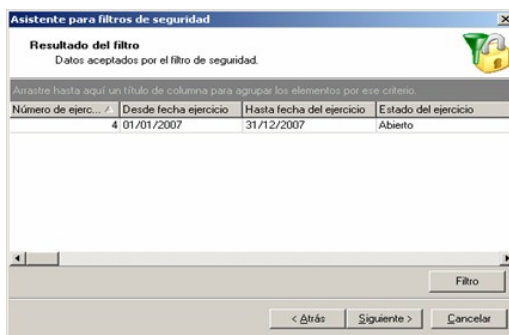 Asistente para filtros de seguridad
Resultado del filtro
Datos aceptados por el filtro de seguridad.
Arrastre hasta aquí un título de columna para agrupar los elementos por ese criterio.
Número de ejerc... Desde fecha ejercicio Hasta fecha del ejercicio Estado del ejercicio
4 01/01/2007 31/12/2007 Abierto
Filtro
< Atrás Siguiente > Cancelar